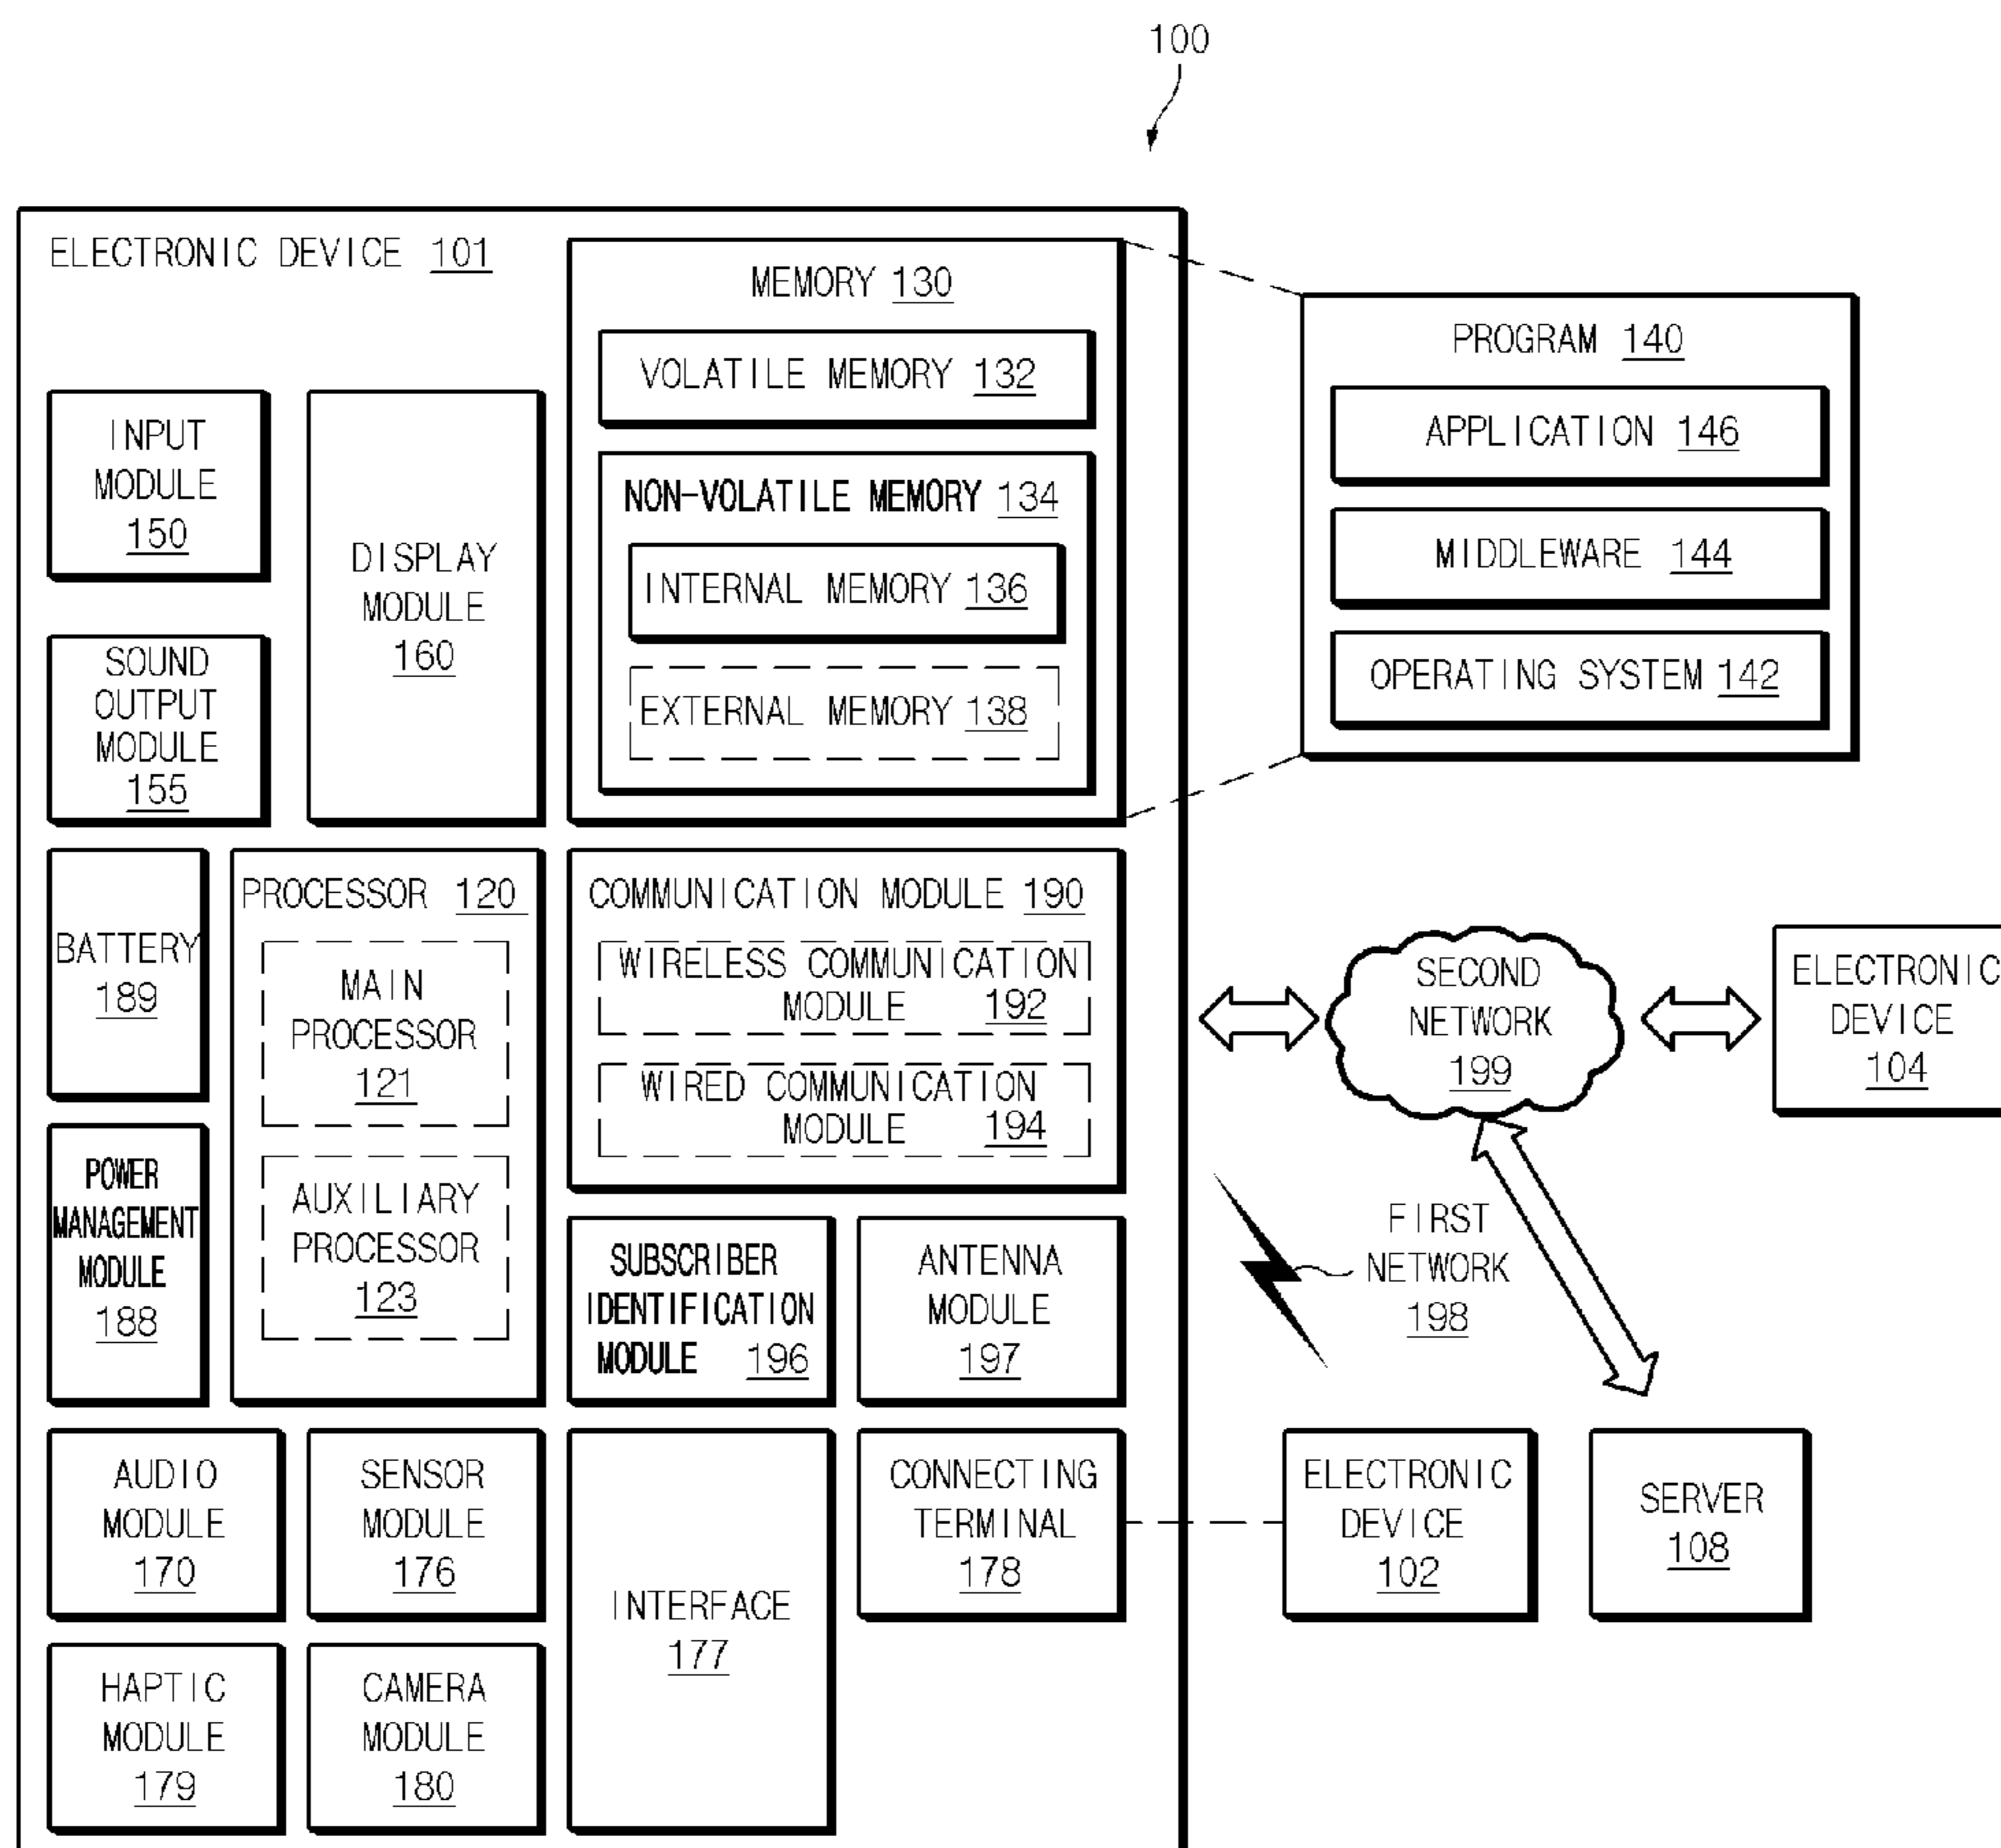 100
ELECTRONIC DEVICE 101
MEMORY 130
VOLATILE MEMORY 132
NON-VOLATILE MEMORY 134
INTERNAL MEMORY 136
EXTERNAL MEMORY 138
PROGRAM 140
APPLICATION 146
MIDDLEWARE 144
OPERATING SYSTEM 142
INPUT
MODULE
150
SOUND
OUTPUT
MODULE
155
DISPLAY
MODULE
160
BATTERY
189
POWER
MANAGEMENT
MODULE
188
PROCESSOR 120
MAIN
PROCESSOR
121
AUXILIARY
PROCESSOR
123
COMMUNICATION MODULE 190
WIRELESS COMMUNICATION
MODULE 192
WIRED COMMUNICATION
MODULE 194
SUBSCRIBER
IDENTIFICATION
MODULE 196
ANTENNA
MODULE
197
SECOND
NETWORK
199
ELECTRONIC
DEVICE
104
FIRST
NETWORK
198
AUDIO
MODULE
170
SENSOR
MODULE
176
INTERFACE
177
CONNECTING
TERMINAL
178
ELECTRONIC
DEVICE
102
SERVER
108
HAPTIC
MODULE
179
CAMERA
MODULE
180